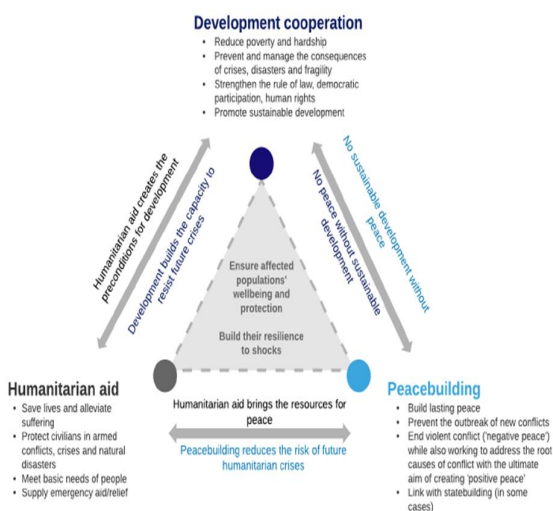 Development cooperation
• Reduce poverty and hardship
• Prevent and manage the consequences
of crises, disasters and fragility
• Strengthen the rule of law, democratic
participation, human rights
• Promote sustainable development
Humanitarian aid creates the
preconditions for development
Development builds the capacity to
resist future crises
No peace without sustainable
development
No sustainable development without
peace
Ensure affected
populations'
wellbeing and
protection
Build their resilience
to shocks
Humanitarian aid
• Save lives and alleviate
suffering
• Protect civilians in armed
conflicts, crises and natural
disasters
• Meet basic needs of people
• Supply emergency aid/relief
Humanitarian aid brings the resources for
peace
Peacebuilding reduces the risk of future
humanitarian crises
Peacebuilding
• Build lasting peace
• Prevent the outbreak of new conflicts
• End violent conflict ('negative peace')
while also working to address the root
causes of conflict with the ultimate
aim of creating 'positive peace'
• Link with statebuilding (in some
cases)